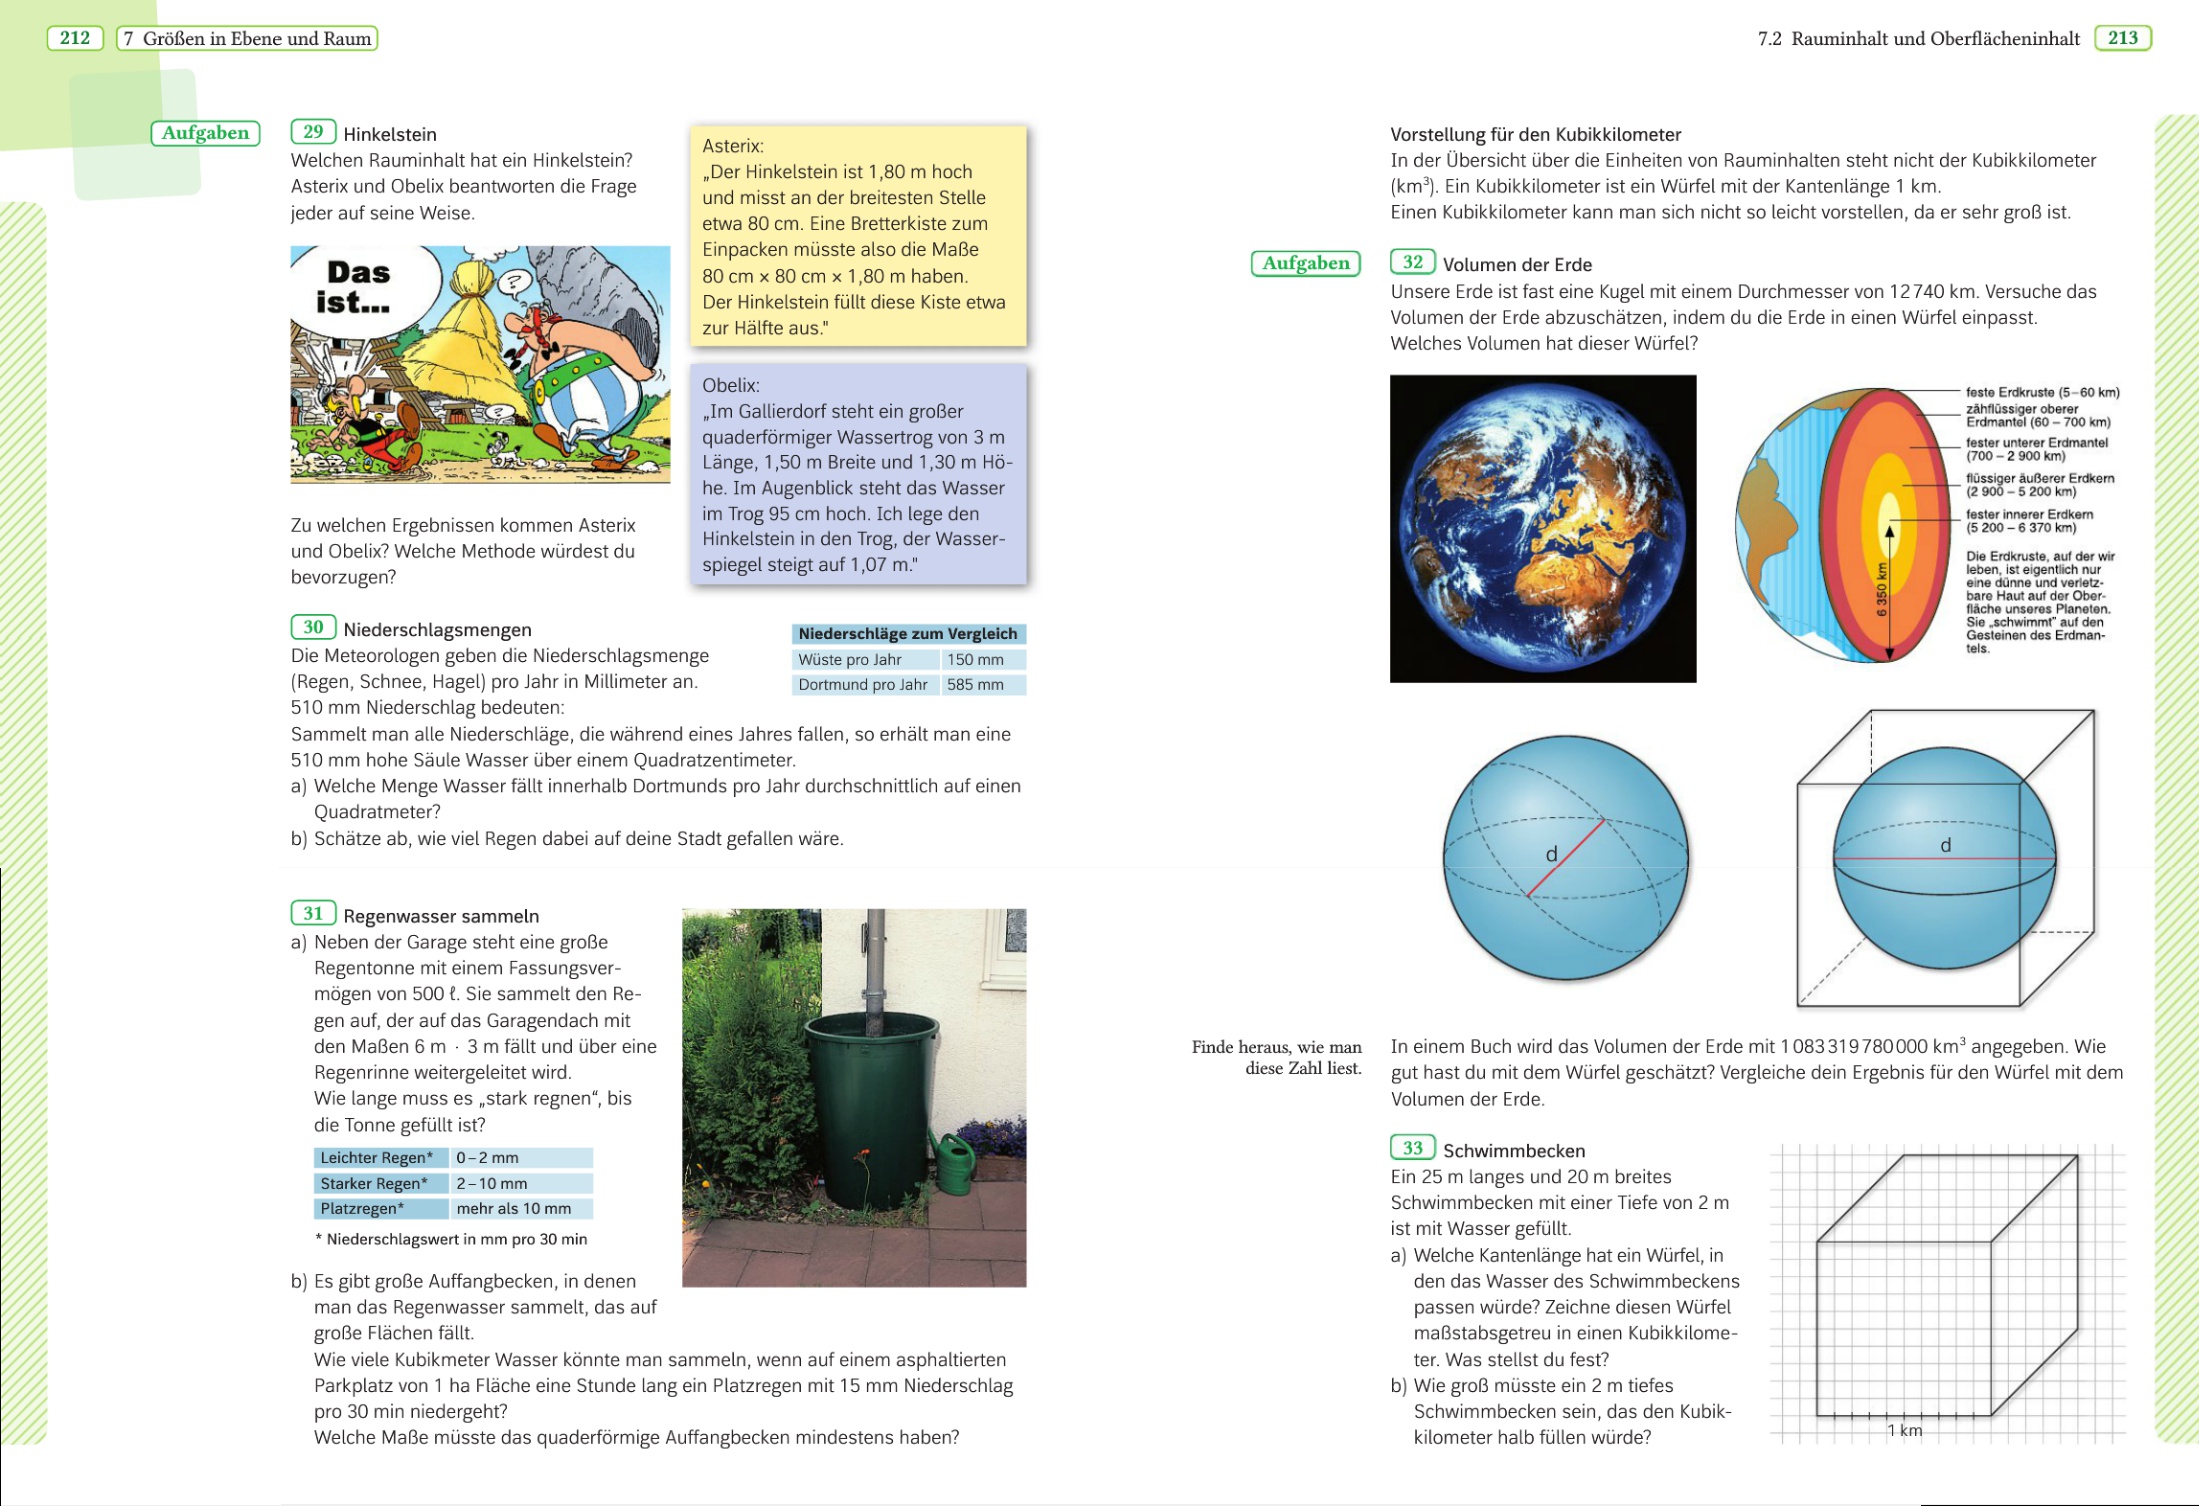 212 7 Größen in Ebene und Raum
Aufgaben
29 Hinkelstein
Welchen Rauminhalt hat ein Hinkelstein?
Asterix und Obelix beantworten die Frage
jeder auf seine Weise.
Das
ist...
?
?
Zu welchen Ergebnissen kommen Asterix
und Obelix? Welche Methode würdest du
bevorzugen?
Asterix:
„Der Hinkelstein ist 1,80 m hoch
und misst an der breitesten Stelle
etwa 80 cm. Eine Bretterkiste zum
Einpacken müsste also die Maße
80 cm × 80 cm × 1,80 m haben.
Der Hinkelstein füllt diese Kiste etwa
zur Hälfte aus."
Obelix:
„Im Gallierdorf steht ein großer
quaderförmiger Wassertrog von 3 m
Länge, 1,50 m Breite und 1,30 m Hö-
he. Im Augenblick steht das Wasser
im Trog 95 cm hoch. Ich lege den
Hinkelstein in den Trog, der Wasser-
spiegel steigt auf 1,07 m."
30 Niederschlagsmengen
Die Meteorologen geben die Niederschlagsmenge
(Regen, Schnee, Hagel) pro Jahr in Millimeter an.
510 mm Niederschlag bedeuten:
Sammelt man alle Niederschläge, die während eines Jahres fallen, so erhält man eine
510 mm hohe Säule Wasser über einem Quadratzentimeter.
a) Welche Menge Wasser fällt innerhalb Dortmunds pro Jahr durchschnittlich auf einen
Quadratmeter?
b) Schätze ab, wie viel Regen dabei auf deine Stadt gefallen wäre.
Niederschläge zum Vergleich
Wüste pro Jahr 150 mm
Dortmund pro Jahr 585 mm
31 Regenwasser sammeln
a) Neben der Garage steht eine große
Regentonne mit einem Fassungsver-
mögen von 500 ℓ. Sie sammelt den Re-
gen auf, der auf das Garagendach mit
den Maßen 6 m · 3 m fällt und über eine
Regenrinne weitergeleitet wird.
Wie lange muss es „stark regnen“, bis
die Tonne gefüllt ist?
Leichter Regen* 0–2 mm
Starker Regen* 2–10 mm
Platzregen* mehr als 10 mm
* Niederschlagswert in mm pro 30 min
b) Es gibt große Auffangbecken, in denen
man das Regenwasser sammelt, das auf
große Flächen fällt.
Wie viele Kubikmeter Wasser könnte man sammeln, wenn auf einem asphaltierten
Parkplatz von 1 ha Fläche eine Stunde lang ein Platzregen mit 15 mm Niederschlag
pro 30 min niedergeht?
Welche Maße müsste das quaderförmige Auffangbecken mindestens haben?
7.2 Rauminhalt und Oberflächeninhalt 213
Vorstellung für den Kubikkilometer
In der Übersicht über die Einheiten von Rauminhalten steht nicht der Kubikkilometer
(km³). Ein Kubikkilometer ist ein Würfel mit der Kantenlänge 1 km.
Einen Kubikkilometer kann man sich nicht so leicht vorstellen, da er sehr groß ist.
Aufgaben
32 Volumen der Erde
Unsere Erde ist fast eine Kugel mit einem Durchmesser von 12 740 km. Versuche das
Volumen der Erde abzuschätzen, indem du die Erde in einen Würfel einpasst.
Welches Volumen hat dieser Würfel?
feste Erdkruste (5–60 km)
zähflüssiger oberer
Erdmantel (60 – 700 km)
fester unterer Erdmantel
(700 – 2 900 km)
flüssiger äußerer Erdkern
(2 900 – 5 200 km)
fester innerer Erdkern
(5 200 – 6 370 km)
Die Erdkruste, auf der wir
leben, ist eigentlich nur
eine dünne und verletz-
bare Haut auf der Ober-
fläche unseres Planeten.
Sie „schwimmt" auf den
Gesteinen des Erdman-
tels.
6 350 km
d
d
Finde heraus, wie man
diese Zahl liest.
In einem Buch wird das Volumen der Erde mit 1 083 319 780 000 km³ angegeben. Wie
gut hast du mit dem Würfel geschätzt? Vergleiche dein Ergebnis für den Würfel mit dem
Volumen der Erde.
33 Schwimmbecken
Ein 25 m langes und 20 m breites
Schwimmbecken mit einer Tiefe von 2 m
ist mit Wasser gefüllt.
a) Welche Kantenlänge hat ein Würfel, in
den das Wasser des Schwimmbeckens
passen würde? Zeichne diesen Würfel
maßstabsgetreu in einen Kubikkilome-
ter. Was stellst du fest?
b) Wie groß müsste ein 2 m tiefes
Schwimmbecken sein, das den Kubik-
kilometer halb füllen würde?
1 km